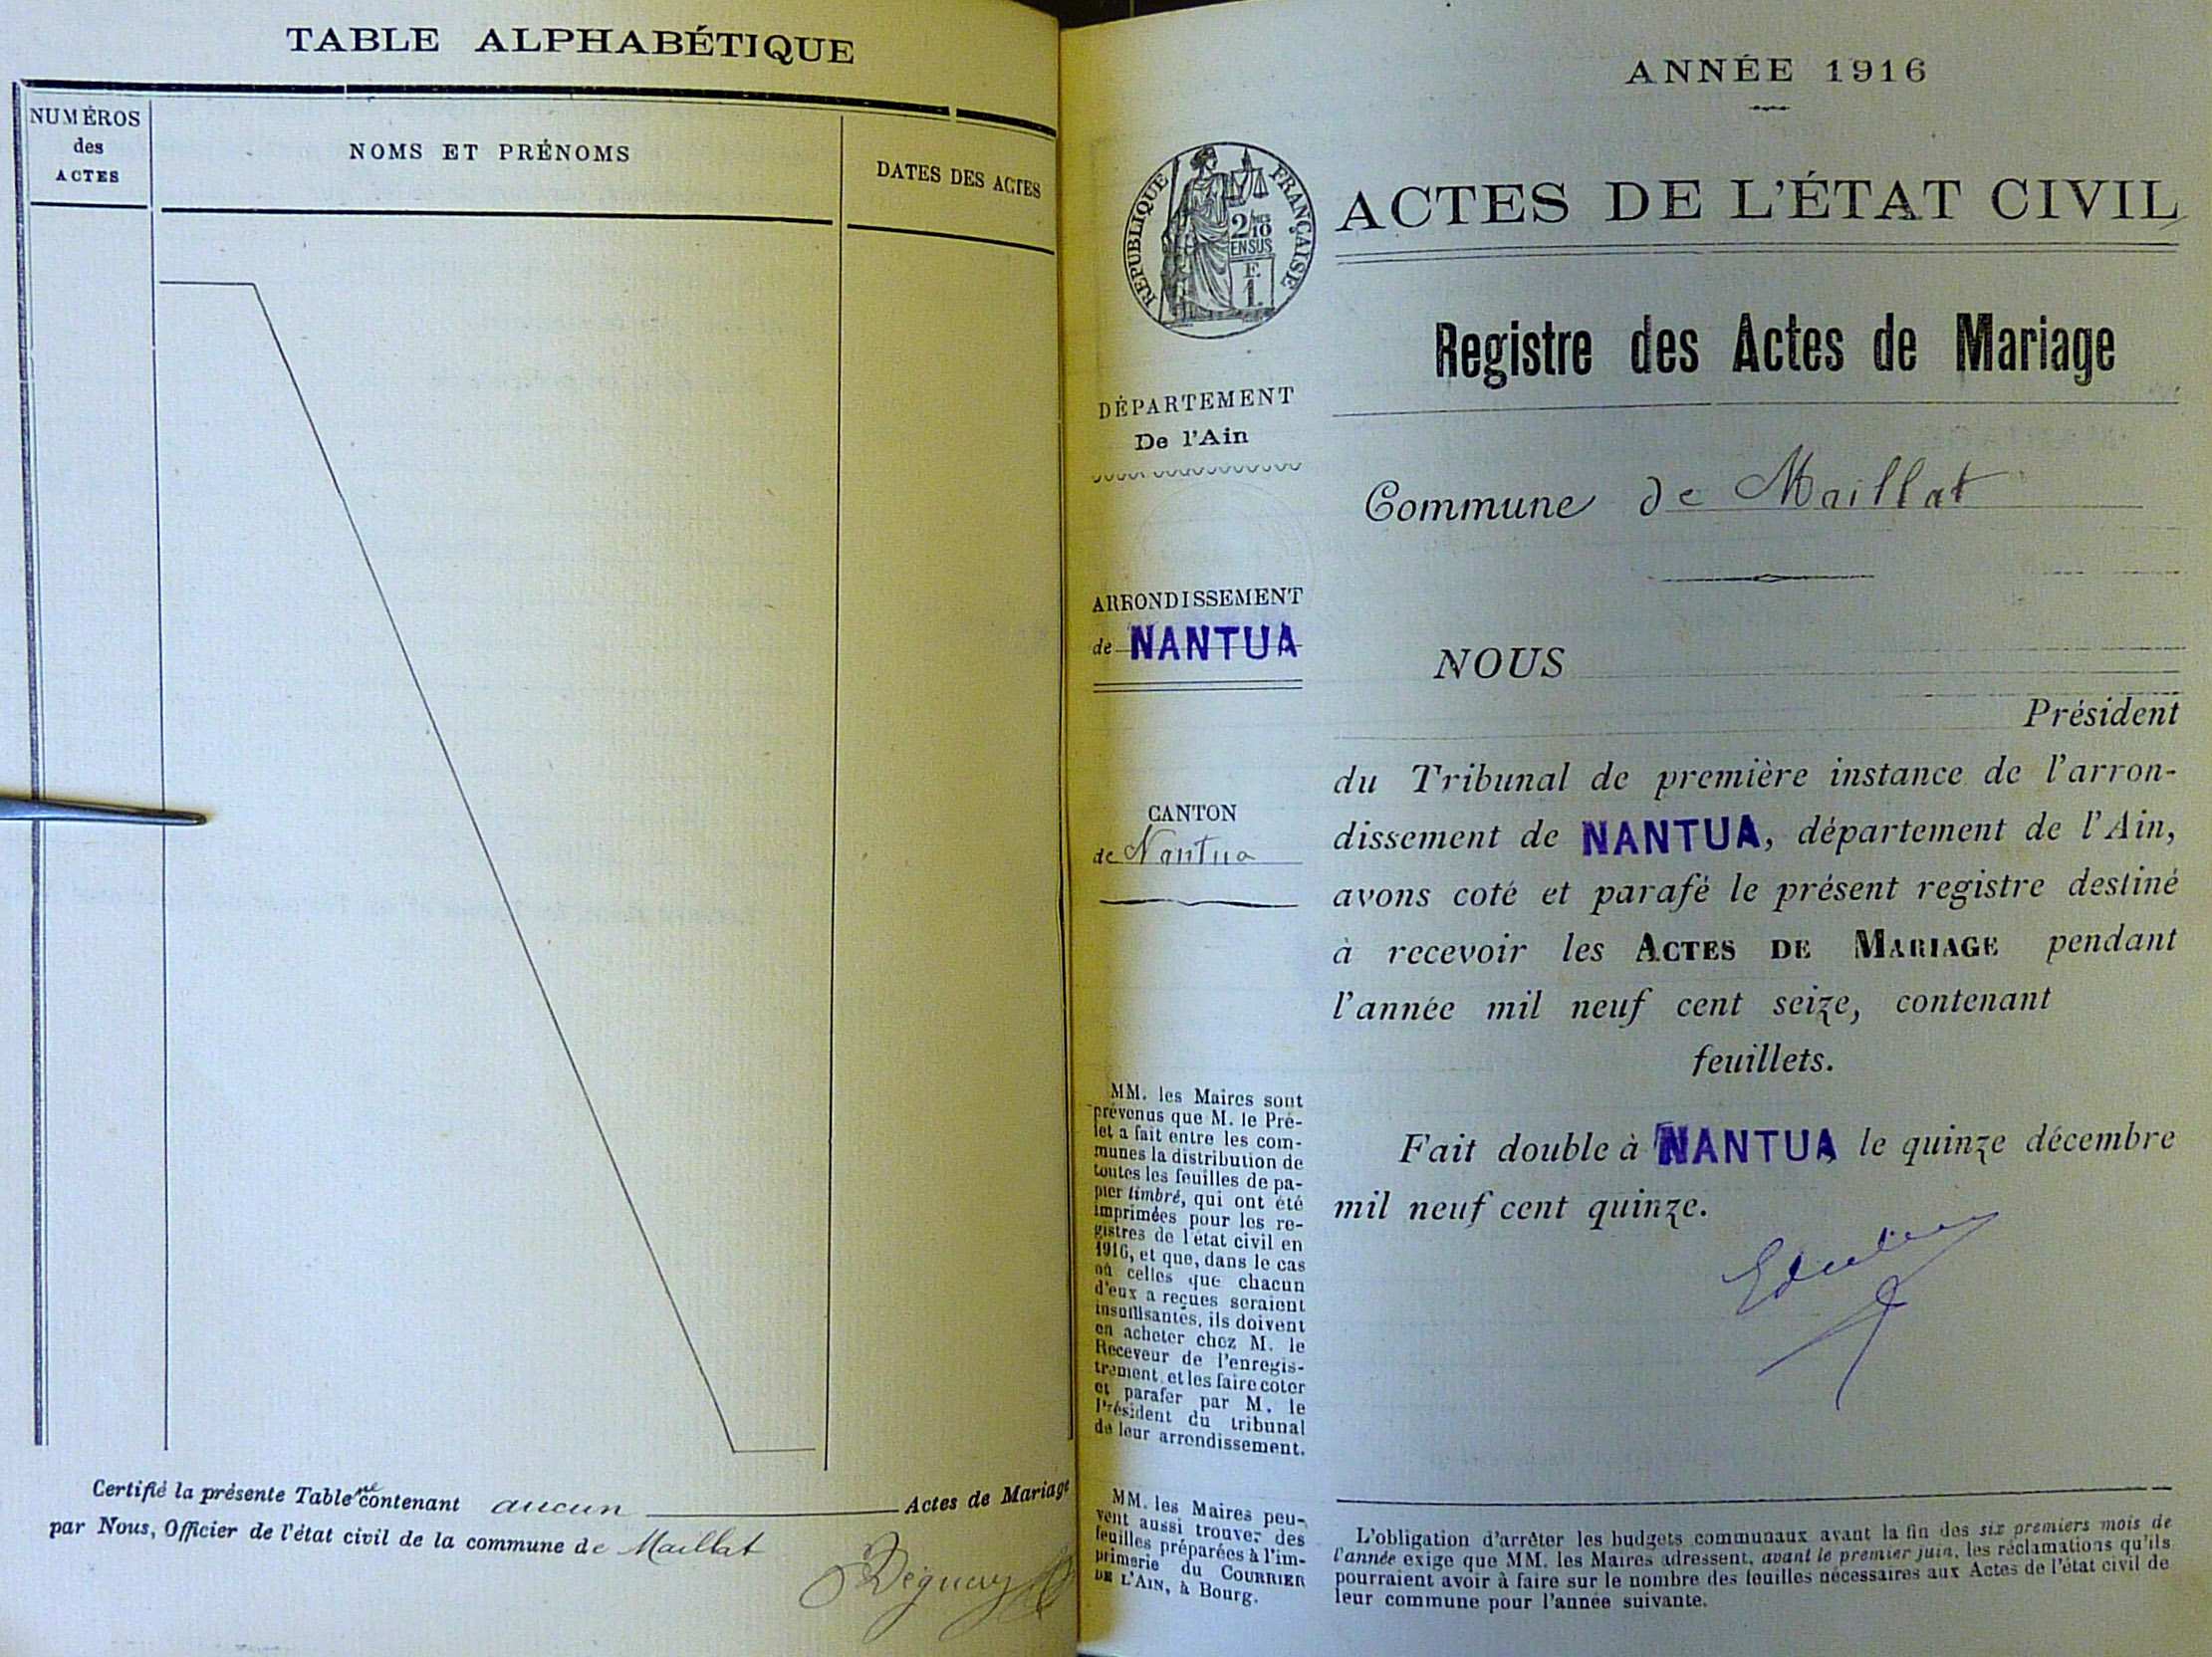 TABLE ALPHABÉTIQUE
NUMÉROS
des
ACTES
NOMS ET PRÉNOMS
DATES DES ACTES
Certifié la présente Table ne contenant aucun Actes de Mariage
par Nous, Officier de l'état civil de la commune de Maillat
ANNÉE 1916
RÉPUBLIQUE FRANÇAISE
2/10
EN SUS
F.
1.
ACTES DE L'ÉTAT CIVIL
Registre des Actes de Mariage
DÉPARTEMENT
De l'Ain
Commune de Maillat
ARRONDISSEMENT
de NANTUA
CANTON
de Nantua
MM. les Maires sont
prévenus que M. le Pré-
fet a fait entre les com-
munes la distribution de
toutes les feuilles de pa-
pier timbré, qui ont été
imprimées pour les re-
gistres de l'état civil en
1916, et que, dans le cas
où celles que chacun
d'eux a reçues seraient
insuffisantes, ils doivent
en acheter chez M. le
Receveur de l'enregis-
trement, et les faire coter
et parafer par M. le
Président du tribunal
de leur arrondissement.
MM. les Maires peu-
vent aussi trouver des
feuilles préparées à l'im-
primerie du COURRIER
DE L'AIN, à Bourg.
NOUS
Président
du Tribunal de première instance de l'arron-
dissement de NANTUA, département de l'Ain,
avons coté et parafé le présent registre destiné
à recevoir les ACTES DE MARIAGE pendant
l'année mil neuf cent seize, contenant
feuillets.
Fait double à NANTUA le quinze décembre
mil neuf cent quinze.
L'obligation d'arrêter les budgets communaux avant la fin des six premiers mois de
l'année exige que MM. les Maires adressent, avant le premier juin, les réclamations qu'ils
pourraient avoir à faire sur le nombre des feuilles nécessaires aux Actes de l'état civil de
leur commune pour l'année suivante.